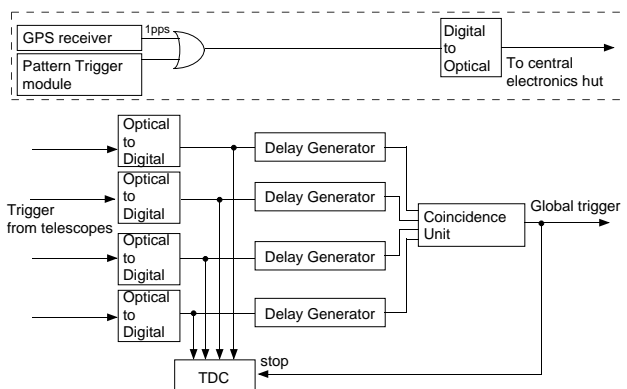 GPS receiver
1pps
Pattern Trigger
module
Digital
to
Optical
To central
electronics hut
Optical
to
Digital
Delay Generator
Optical
to
Digital
Delay Generator
Trigger
from telescopes
Coincidence
Unit
Global trigger
Optical
to
Digital
Delay Generator
Optical
to
Digital
Delay Generator
stop
TDC